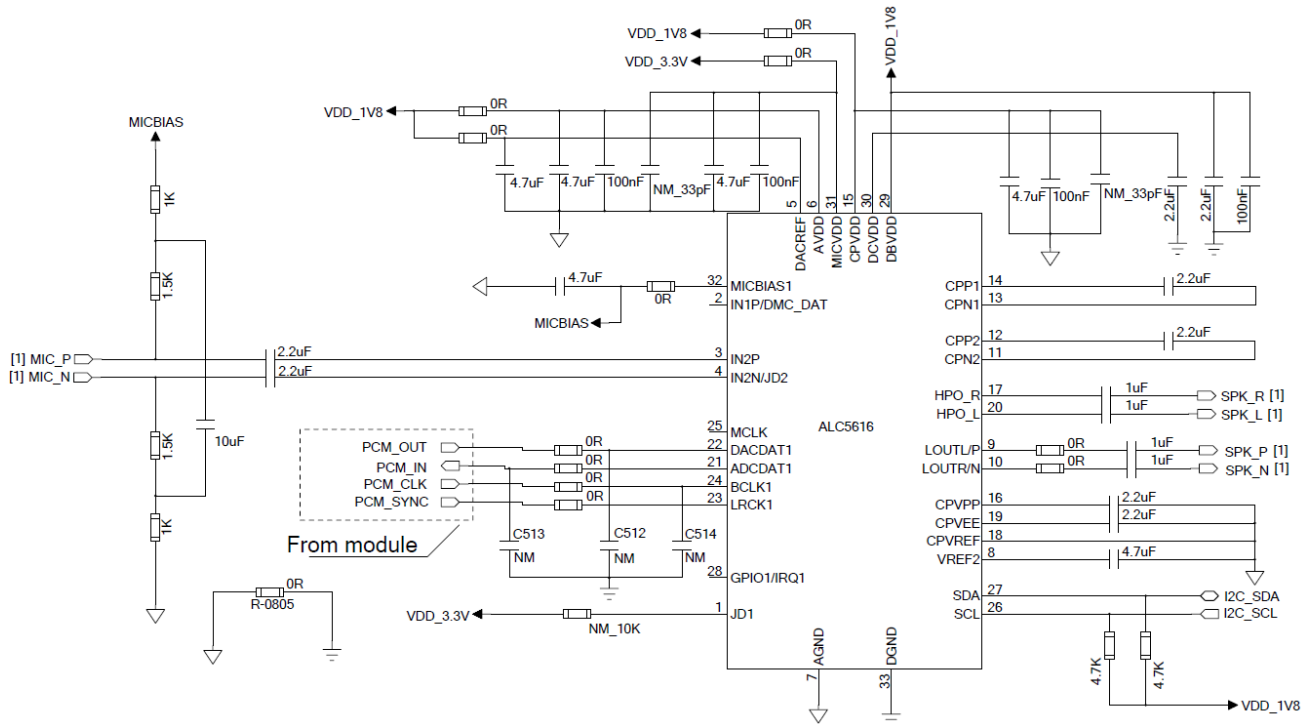 VDD_1V8
0R
VDD_3.3V
0R
VDD_1V8
VDD_1V8
0R
0R
MICBIAS
1K
1.5K
4.7uF
4.7uF
100nF
NM_33pF
4.7uF
100nF
4.7uF
100nF
NM_33pF
2.2uF
2.2uF
100nF
5
6
31
15
30
29
DACREF
AVDD
MICVDD
CPVDD
DCVDD
DBVDD
4.7uF
0R
32
MICBIAS1
2
IN1P/DMC_DAT
MICBIAS
14
CPP1
2.2uF
13
CPN1
12
CPP2
2.2uF
11
CPN2
[1] MIC_P
2.2uF
3
IN2P
[1] MIC_N
2.2uF
4
IN2N/JD2
17
HPO_R
1uF
SPK_R [1]
20
HPO_L
1uF
SPK_L [1]
ALC5616
1.5K
10uF
1K
25
MCLK
PCM_OUT
0R
22
DACDAT1
PCM_IN
0R
21
ADCDAT1
PCM_CLK
0R
24
BCLK1
PCM_SYNC
0R
23
LRCK1
From module
9
LOUTL/P
0R
1uF
SPK_P [1]
10
LOUTR/N
0R
1uF
SPK_N [1]
16
CPVPP
2.2uF
19
CPVEE
2.2uF
18
CPVREF
8
VREF2
4.7uF
C513
NM
C512
NM
C514
NM
28
GPIO1/IRQ1
0R
R-0805
VDD_3.3V
NM_10K
1
JD1
27
SDA
I2C_SDA
26
SCL
I2C_SCL
4.7K
4.7K
VDD_1V8
AGND
DGND
7
33